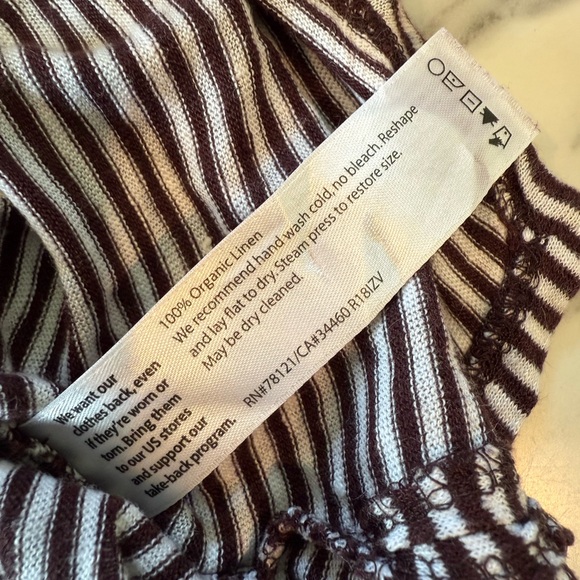 100% Organic Linen
We recommend hand wash cold, no bleach. Reshape
and lay flat to dry. Steam press to restore size.
May be dry cleaned.
RN#78121/CA#34460 R18IZV
We want our
clothes back, even
if they're worn or
torn. Bring them
to our US stores
and support our
take-back program.